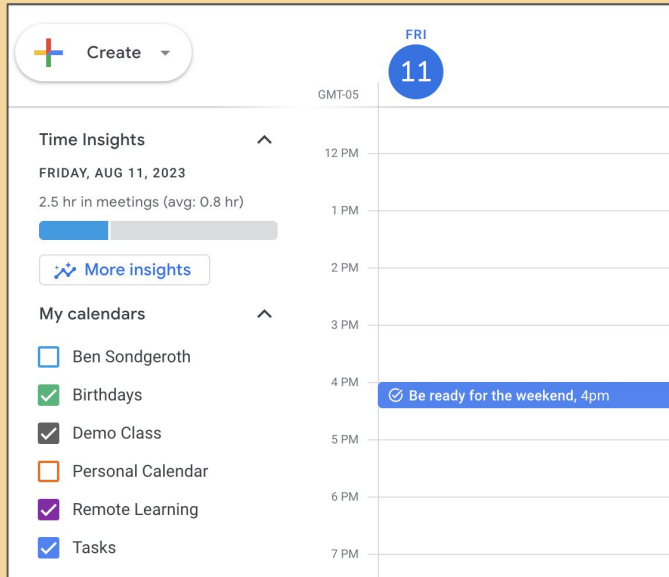 Create
FRI
11
GMT-05
Time Insights
FRIDAY, AUG 11, 2023
2.5 hr in meetings (avg: 0.8 hr)
More insights
My calendars
Ben Sondgeroth
Birthdays
Demo Class
Personal Calendar
Remote Learning
Tasks
12 PM
1 PM
2 PM
3 PM
4 PM
Be ready for the weekend, 4pm
5 PM
6 PM
7 PM